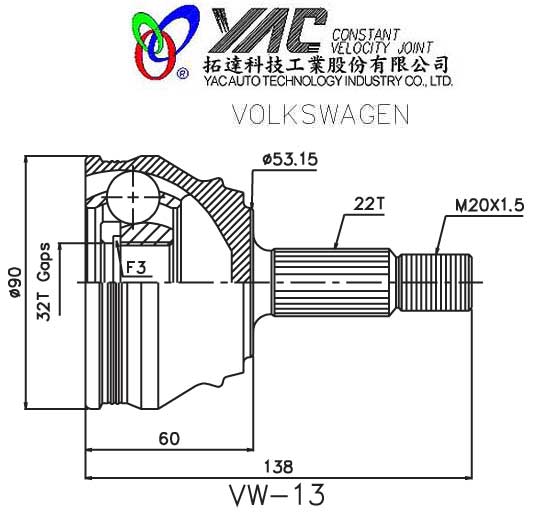 YAC CONSTANT
VELOCITY JOINT
®
拓達科技工業股份有限公司
YAC AUTO TECHNOLOGY INDUSTRY CO., LTD.
VOLKSWAGEN
ø53.15
22T
M20X1.5
ø90
32T Gaps
F3
60
138
VW-13